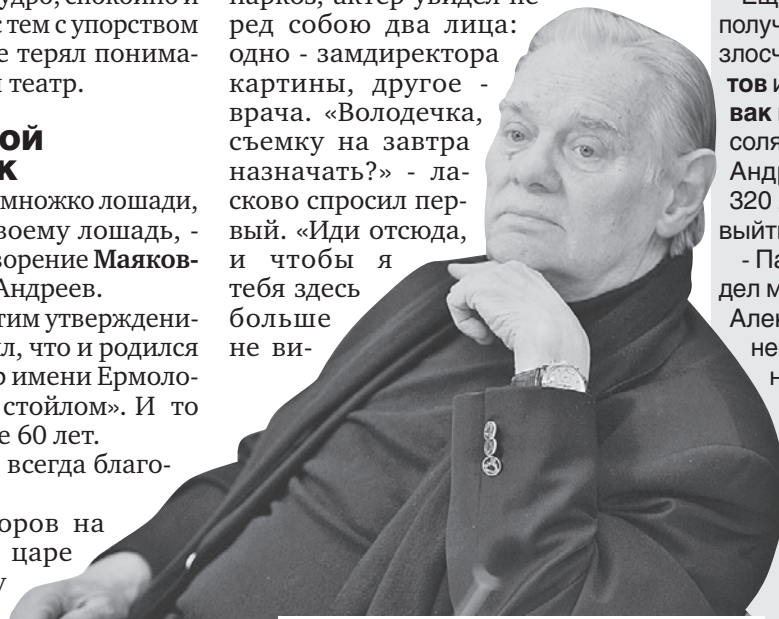 удро, спокойно и
с тем с упорством
е терял понима-
театр.
ой
к
множко лошади,
воему лошадь, -
ворение Маяков-
Андреев.
тим утверждени-
л, что и родился
р имени Ермоло-
стойлом». И то
е 60 лет.
всегда благо-
оров на
царе
у
наркоз, актер увидел пе-
ред собою два лица:
одно - замдиректора
картины, другое -
врача. «Володечка,
съемку на завтра
назначать?» - ла-
сково спросил пер-
вый. «Иди отсюда,
и чтобы я
тебя здесь
больше
не ви-
Ещ
получ
злосч
тов и
вак
соля
Андр
320
выйти
- Па
дел м
Алек
не
н